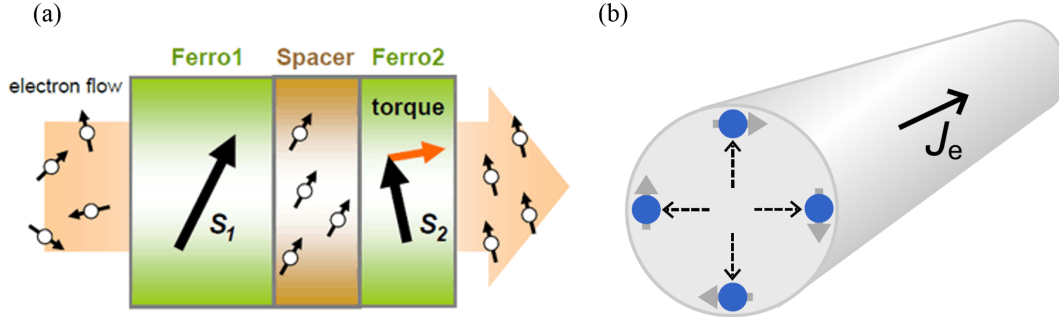 (a)
(b)
Ferro1 Spacer Ferro2
electron flow
torque
S1
S2
Je